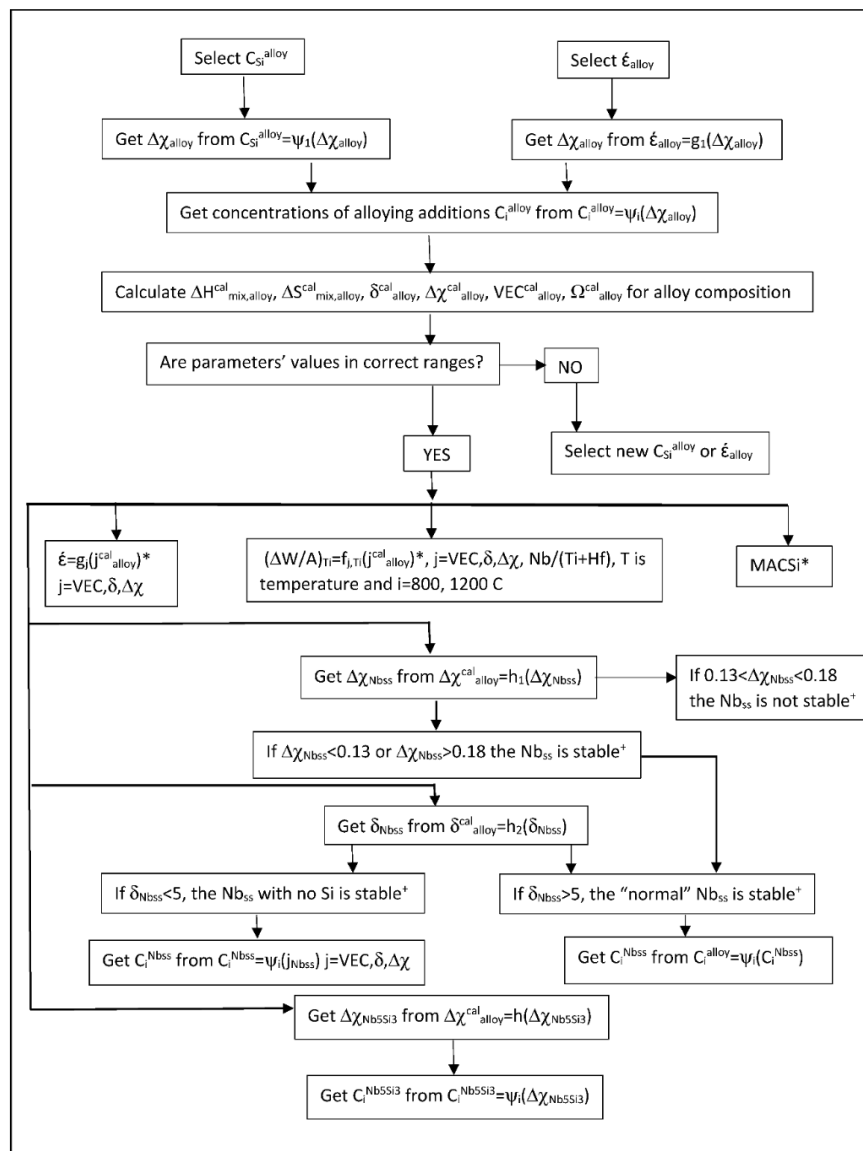 Select C_Si^alloy
Select έ_alloy
Get Δχ_alloy from C_Si^alloy=ψ₁(Δχ_alloy)
Get Δχ_alloy from έ_alloy=g₁(Δχ_alloy)
Get concentrations of alloying additions C_i^alloy from C_i^alloy=ψ_i(Δχ_alloy)
Calculate ΔH^cal_mix,alloy, ΔS^cal_mix,alloy, δ^cal_alloy, Δχ^cal_alloy, VEC^cal_alloy, Ω^cal_alloy for alloy composition
Are parameters’ values in correct ranges?
NO
YES
Select new C_Si^alloy or έ_alloy
έ=g_j(j^cal_alloy)*
j=VEC,δ,Δχ
(ΔW/A)_Ti=f_j,Ti(j^cal_alloy)*, j=VEC,δ,Δχ, Nb/(Ti+Hf), T is
temperature and i=800, 1200 C
MACSi*
Get Δχ_Nbss from Δχ^cal_alloy=h₁(Δχ_Nbss)
If 0.13<Δχ_Nbss<0.18
the Nb_ss is not stable⁺
If Δχ_Nbss<0.13 or Δχ_Nbss>0.18 the Nb_ss is stable⁺
Get δ_Nbss from δ^cal_alloy=h₂(δ_Nbss)
If δ_Nbss<5, the Nb_ss with no Si is stable⁺
If δ_Nbss>5, the “normal” Nb_ss is stable⁺
Get C_i^Nbss from C_i^Nbss=ψ_i(j_Nbss) j=VEC,δ,Δχ
Get C_i^Nbss from C_i^alloy=ψ_i(C_i^Nbss)
Get Δχ_Nb5Si3 from Δχ^cal_alloy=h(Δχ_Nb5Si3)
Get C_i^Nb5Si3 from C_i^Nb5Si3=ψ_i(Δχ_Nb5Si3)